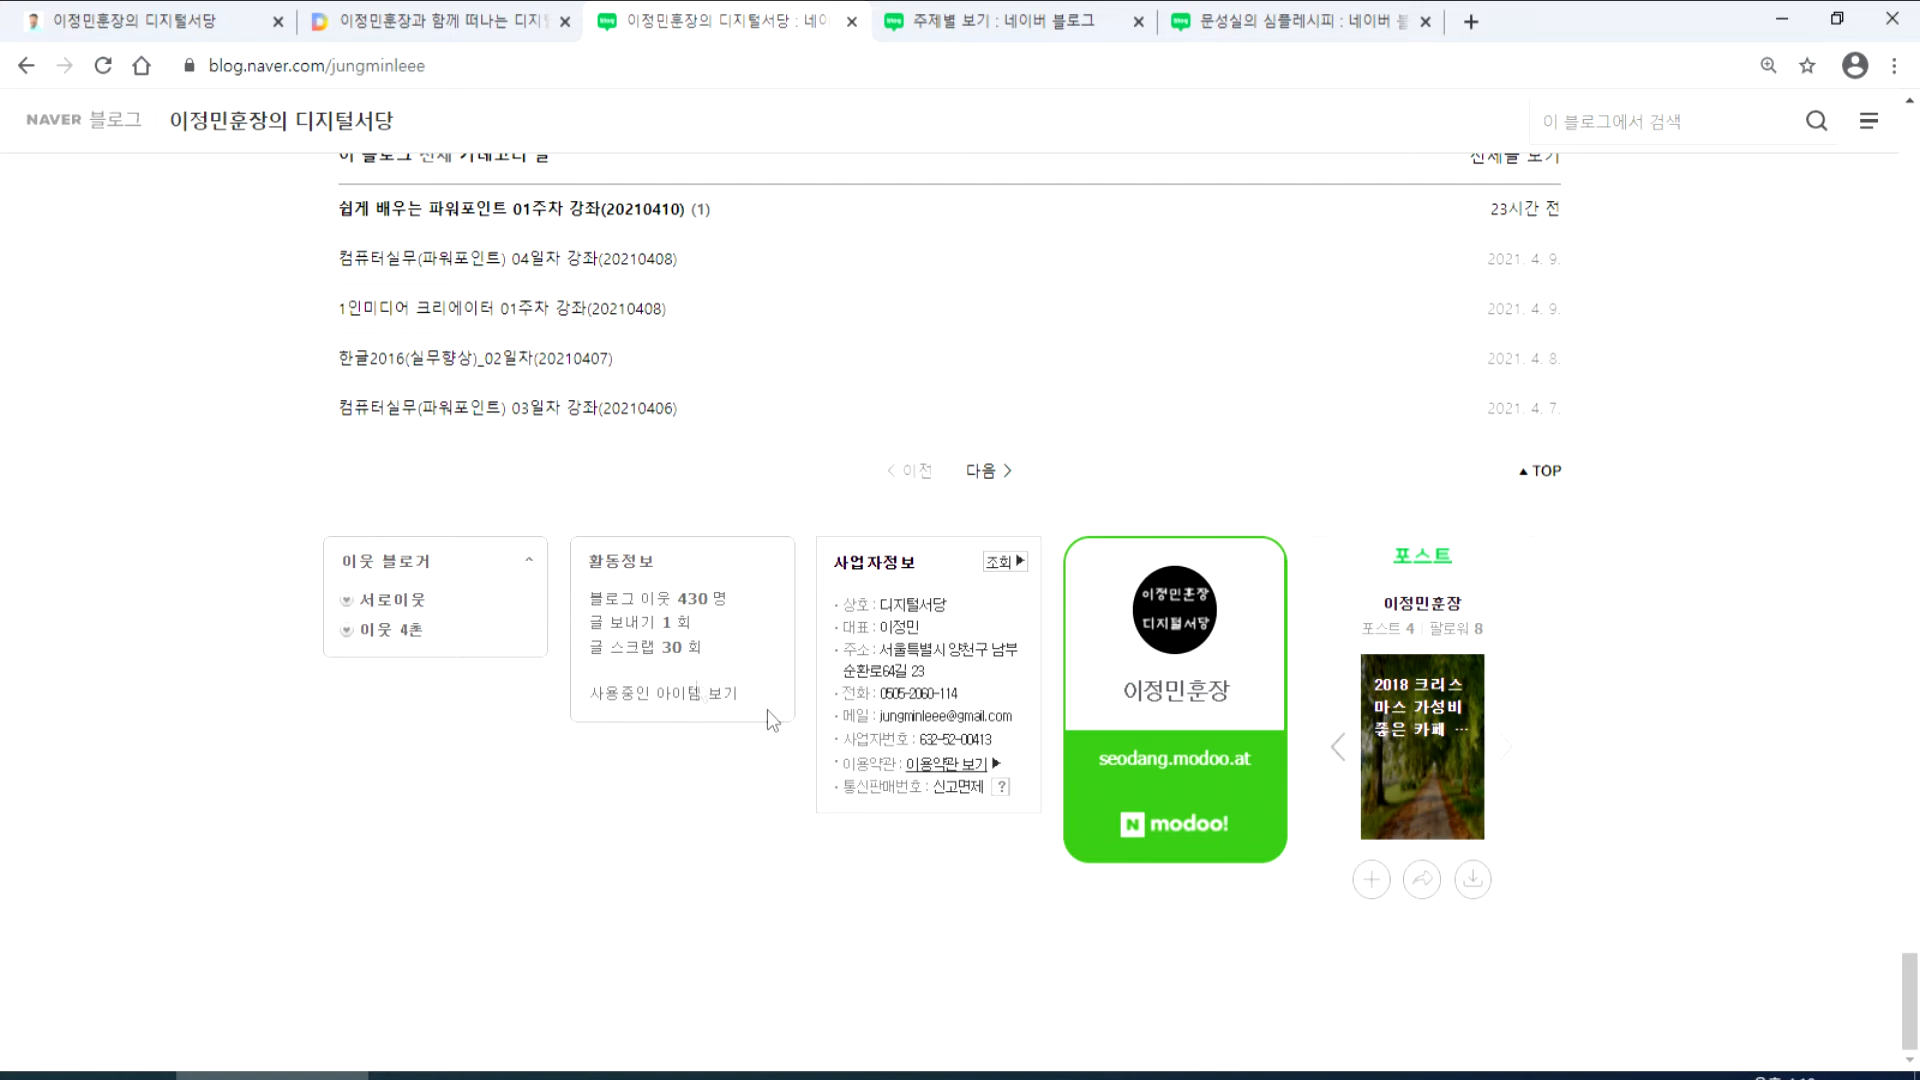 이정민훈장의 디지털서당
이정민훈장과 함께 떠나는 디지
이정민훈장의 디지털서당 : 네이
주제별 보기 : 네이버 블로그
문성실의 심플레시피 : 네이버 블
blog.naver.com/jungminleee
NAVER 블로그
이정민훈장의 디지털서당
이 블로그에서 검색
이 블로그 전체 카테고리 글
전체글 보기
쉽게 배우는 파워포인트 01주차 강좌(20210410) (1)
23시간 전
컴퓨터실무(파워포인트) 04일차 강좌(20210408)
2021. 4. 9.
1인미디어 크리에이터 01주차 강좌(20210408)
2021. 4. 9.
한글2016(실무향상)_02일차(20210407)
2021. 4. 8.
컴퓨터실무(파워포인트) 03일차 강좌(20210406)
2021. 4. 7.
< 이전
다음 >
▲ TOP
이웃 블로거
서로이웃
이웃 4촌
활동정보
블로그 이웃 430 명
글 보내기 1 회
글 스크랩 30 회
사용중인 아이템 보기
사업자정보
조회 ▶
· 상호 : 디지털서당
· 대표 : 이정민
· 주소 : 서울특별시 양천구 남부
순환로64길 23
· 전화 : 0505-2060-114
· 메일 : jungminleee@gmail.com
· 사업자번호 : 632-52-00413
· 이용약관 : 이용약관 보기 ▶
· 통신판매번호 : 신고면제 ?
이정민훈장
디지털서당
이정민훈장
seodang.modoo.at
N modoo!
포스트
이정민훈장
포스트 4 | 팔로워 8
2018 크리스
마스 가성비
좋은 카페 …